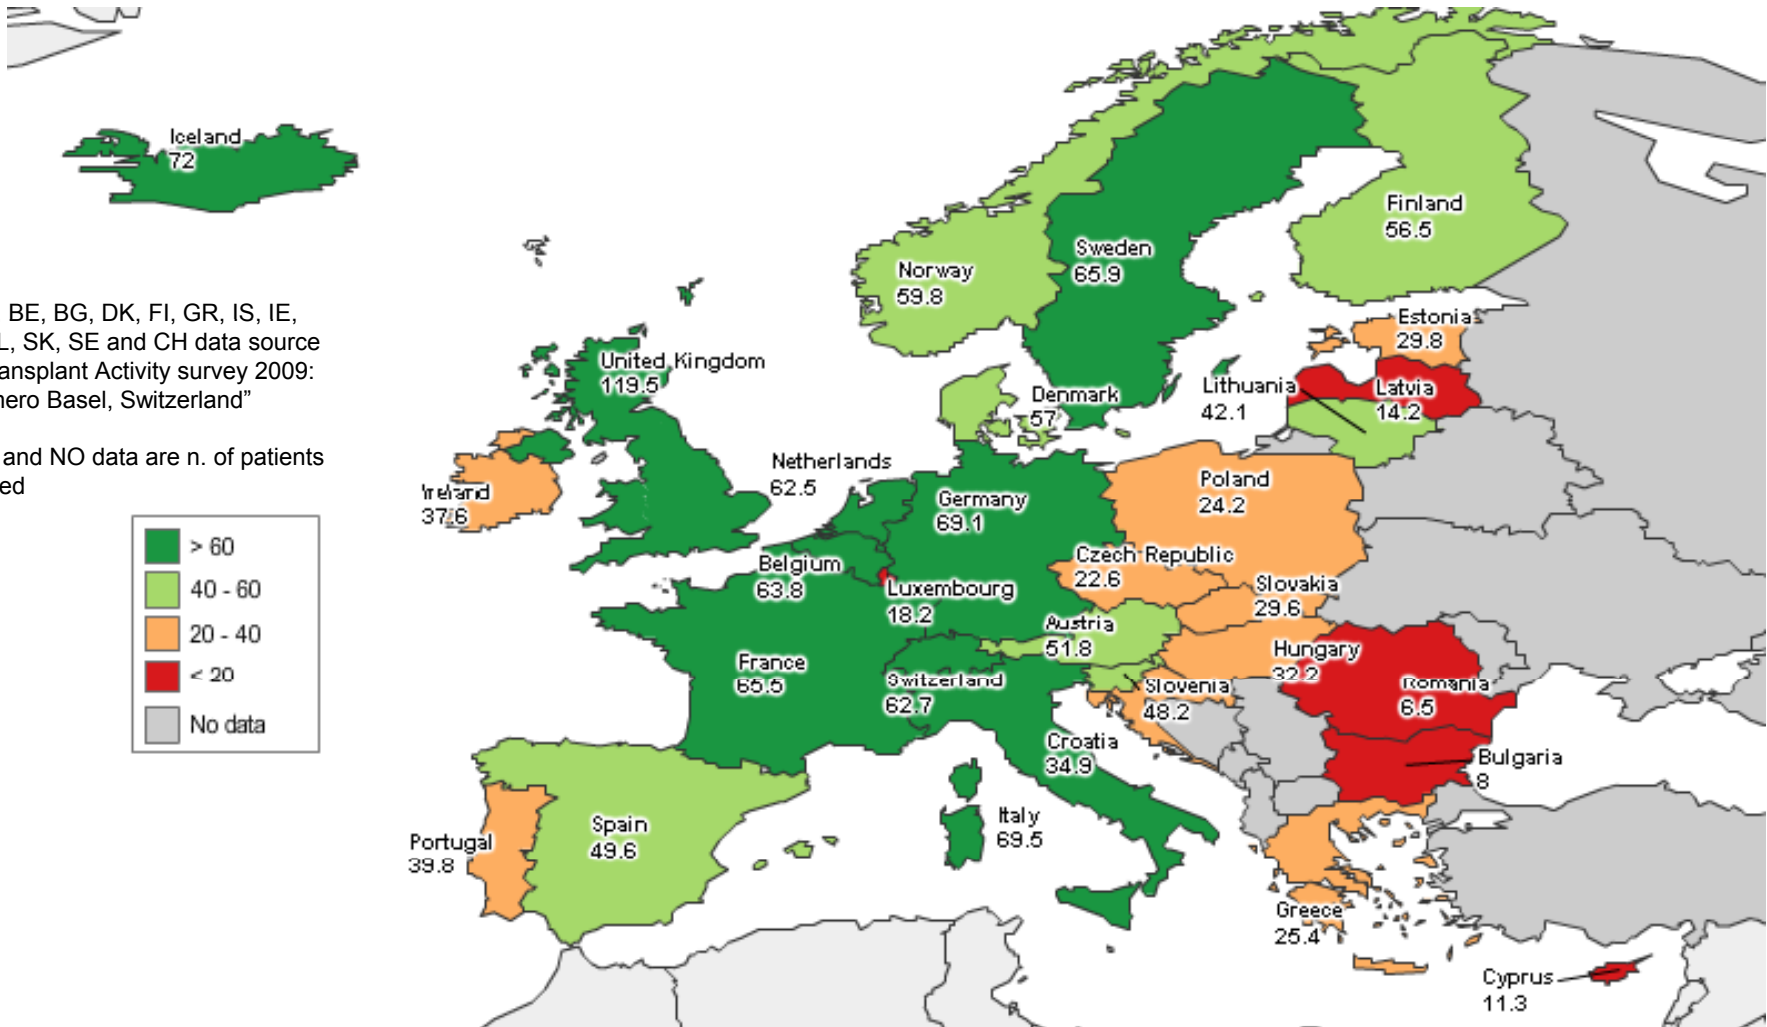 Iceland
72
Finland
56.5
Sweden
65.9
Norway
59.8
BE, BG, DK, FI, GR, IS, IE,
L, SK, SE and CH data source
ansplant Activity survey 2009:
nero Basel, Switzerland”
and NO data are n. of patients
ed
Estonia
29.8
United Kingdom
119.5
Lithuania
42.1
Latvia
14.2
Denmark
57
Netherlands
62.5
Ireland
37.6
Germany
69.1
Poland
24.2
> 60
40 - 60
20 - 40
< 20
No data
Belgium
63.8
Czech Republic
22.6
Luxembourg
18.2
Slovakia
29.6
Austria
51.8
France
65.5
Switzerland
62.7
Hungary
32.2
Slovenia
48.2
Romania
6.5
Croatia
34.9
Bulgaria
8
Portugal
39.8
Spain
49.6
Italy
69.5
Greece
25.4
Cyprus
11.3